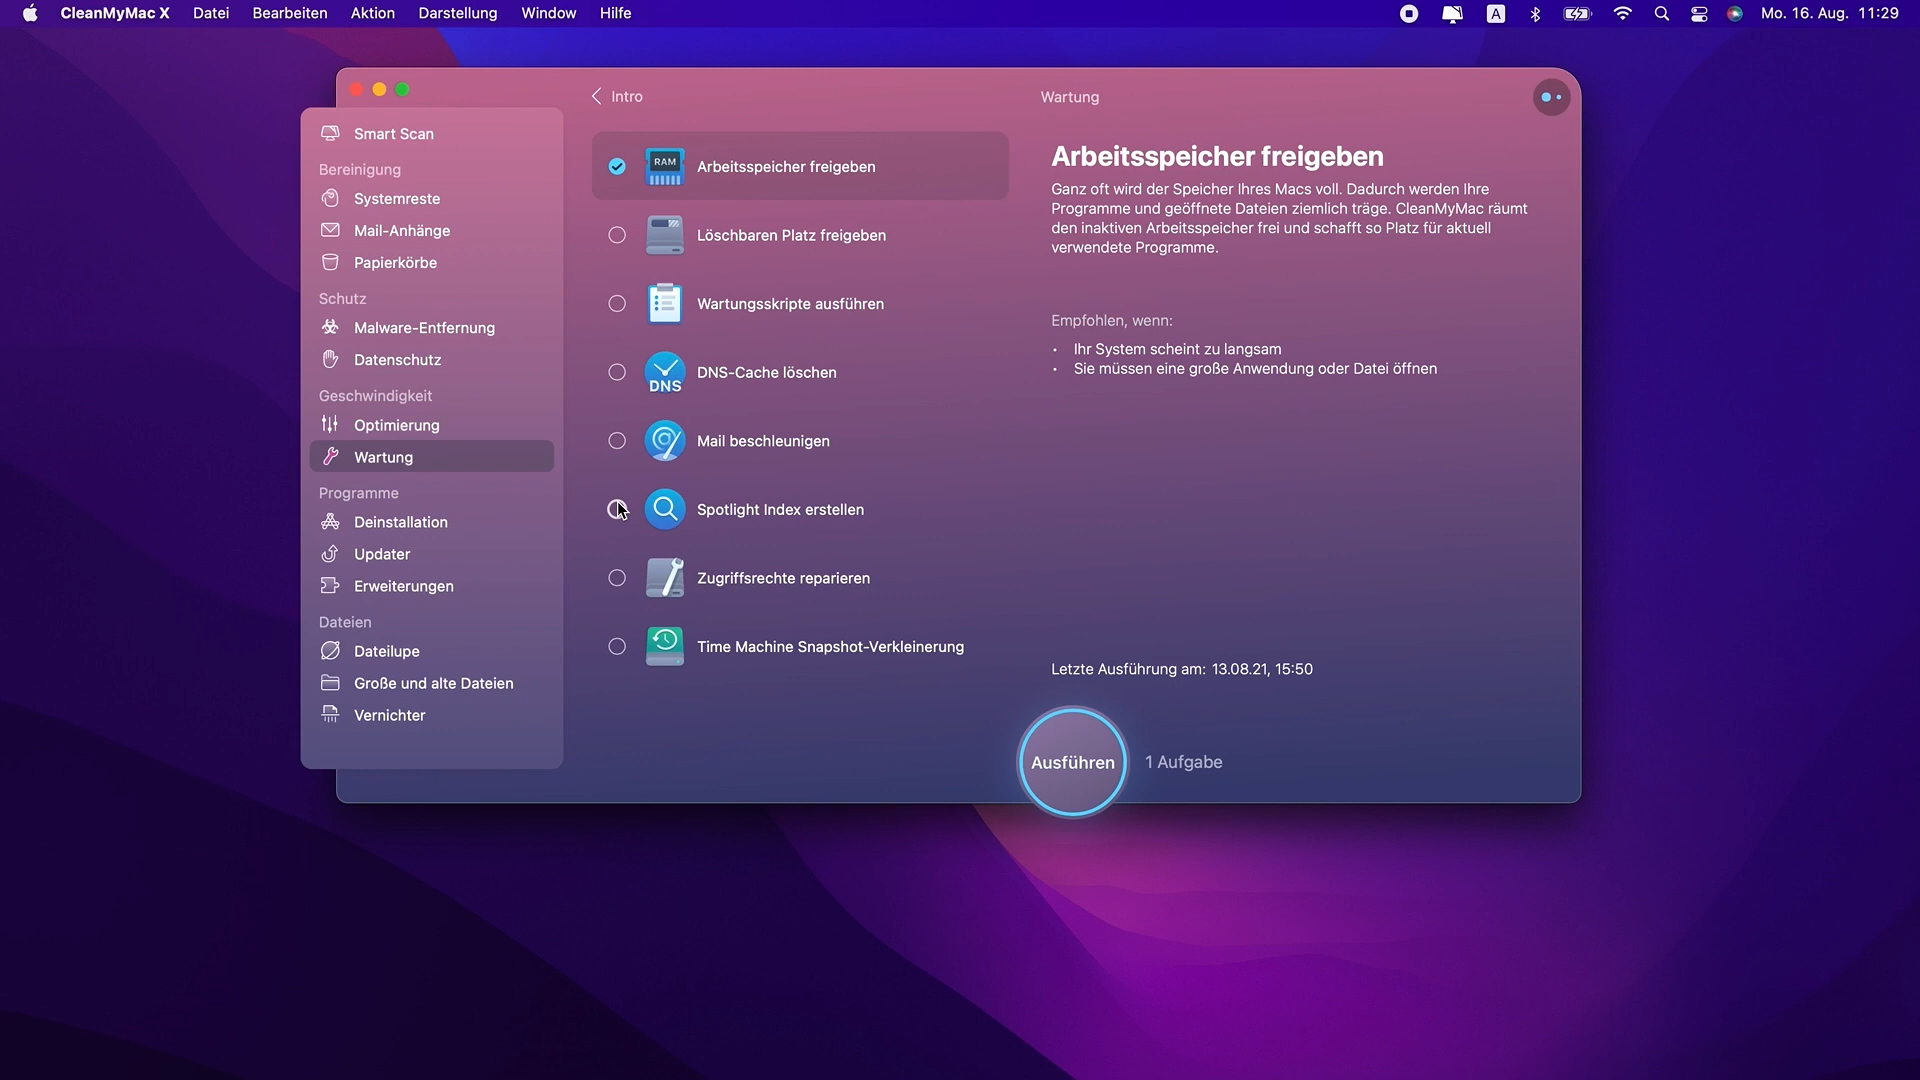 CleanMyMac X Datei Bearbeiten Aktion Darstellung Window Hilfe A Mo. 16. Aug. 11:29
Intro
Wartung
Smart Scan
Bereinigung
Systemreste
Mail-Anhänge
Papierkörbe
Schutz
Malware-Entfernung
Datenschutz
Geschwindigkeit
Optimierung
Wartung
Programme
Deinstallation
Updater
Erweiterungen
Dateien
Dateilupe
Große und alte Dateien
Vernichter
RAM
Arbeitsspeicher freigeben
Löschbaren Platz freigeben
Wartungsskripte ausführen
DNS
DNS-Cache löschen
Mail beschleunigen
Spotlight Index erstellen
Zugriffsrechte reparieren
Time Machine Snapshot-Verkleinerung
Arbeitsspeicher freigeben
Ganz oft wird der Speicher Ihres Macs voll. Dadurch werden Ihre
Programme und geöffnete Dateien ziemlich träge. CleanMyMac räumt
den inaktiven Arbeitsspeicher frei und schafft so Platz für aktuell
verwendete Programme.
Empfohlen, wenn:
• Ihr System scheint zu langsam
• Sie müssen eine große Anwendung oder Datei öffnen
Letzte Ausführung am: 13.08.21, 15:50
Ausführen
1 Aufgabe